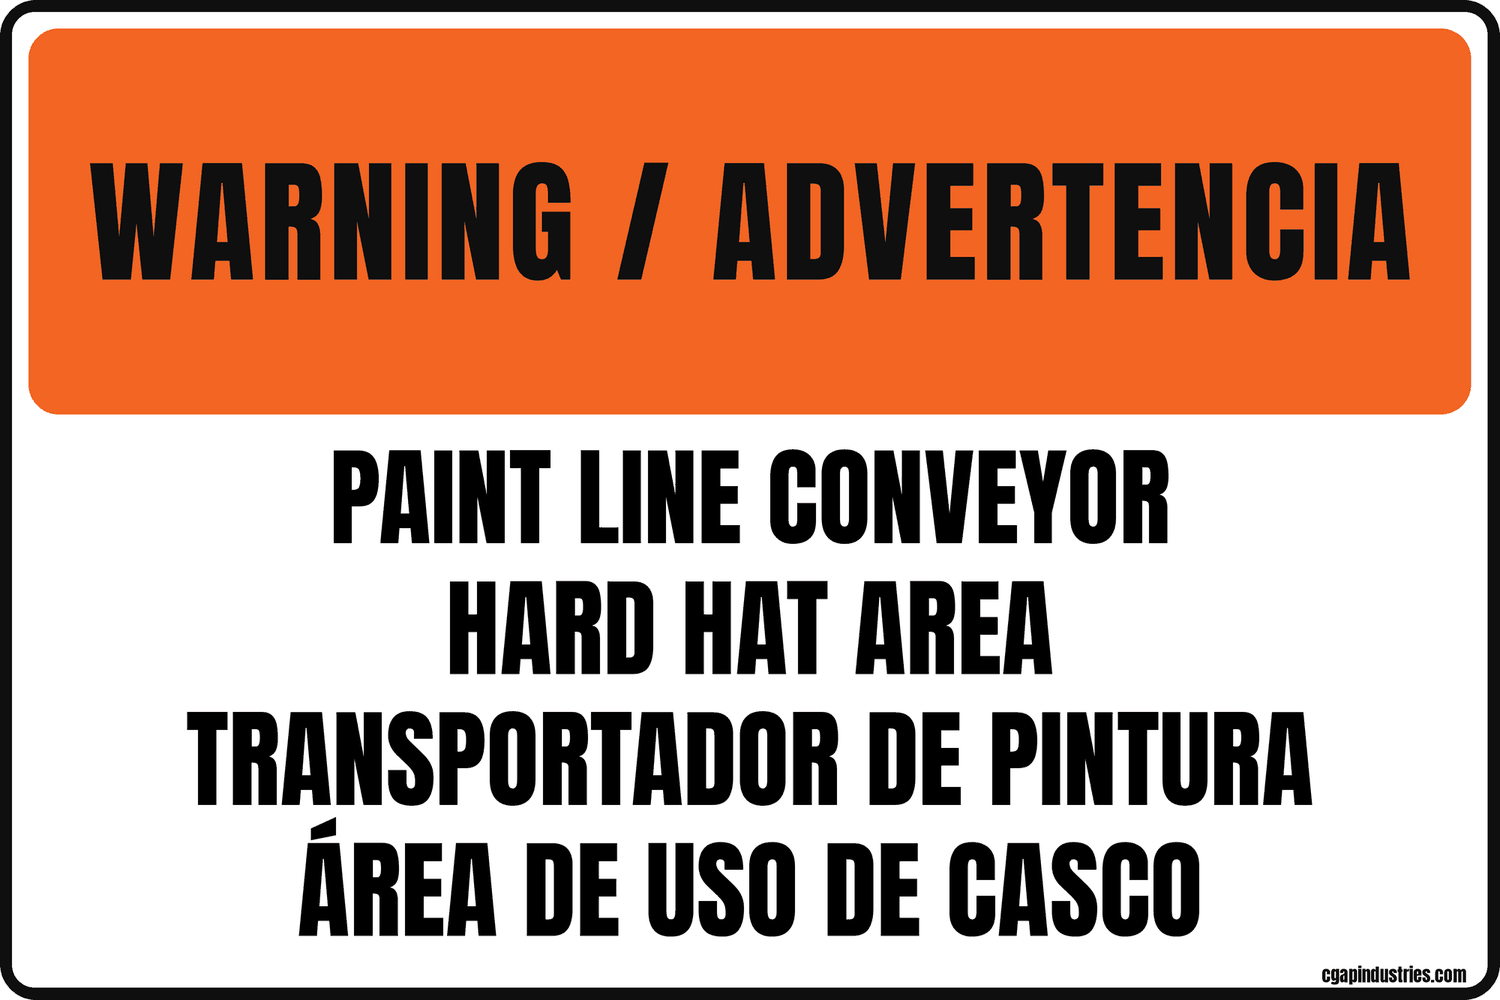 WARNING / ADVERTENCIA
PAINT LINE CONVEYOR
HARD HAT AREA
TRANSPORTADOR DE PINTURA
ÁREA DE USO DE CASCO
cgapindustries.com